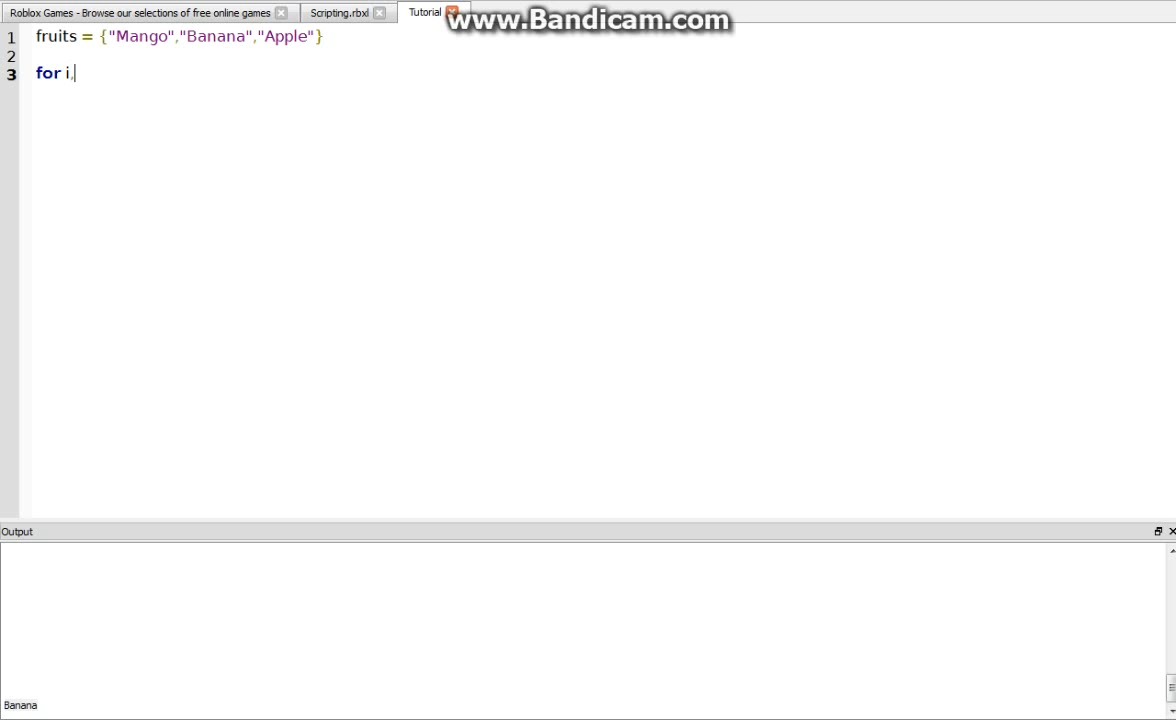 Roblox Games - Browse our selections of free online games
Scripting.rbxl
Tutorial
www.Bandicam.com
1 fruits = {"Mango","Banana","Apple"}
2
3 for i,
Output
Banana